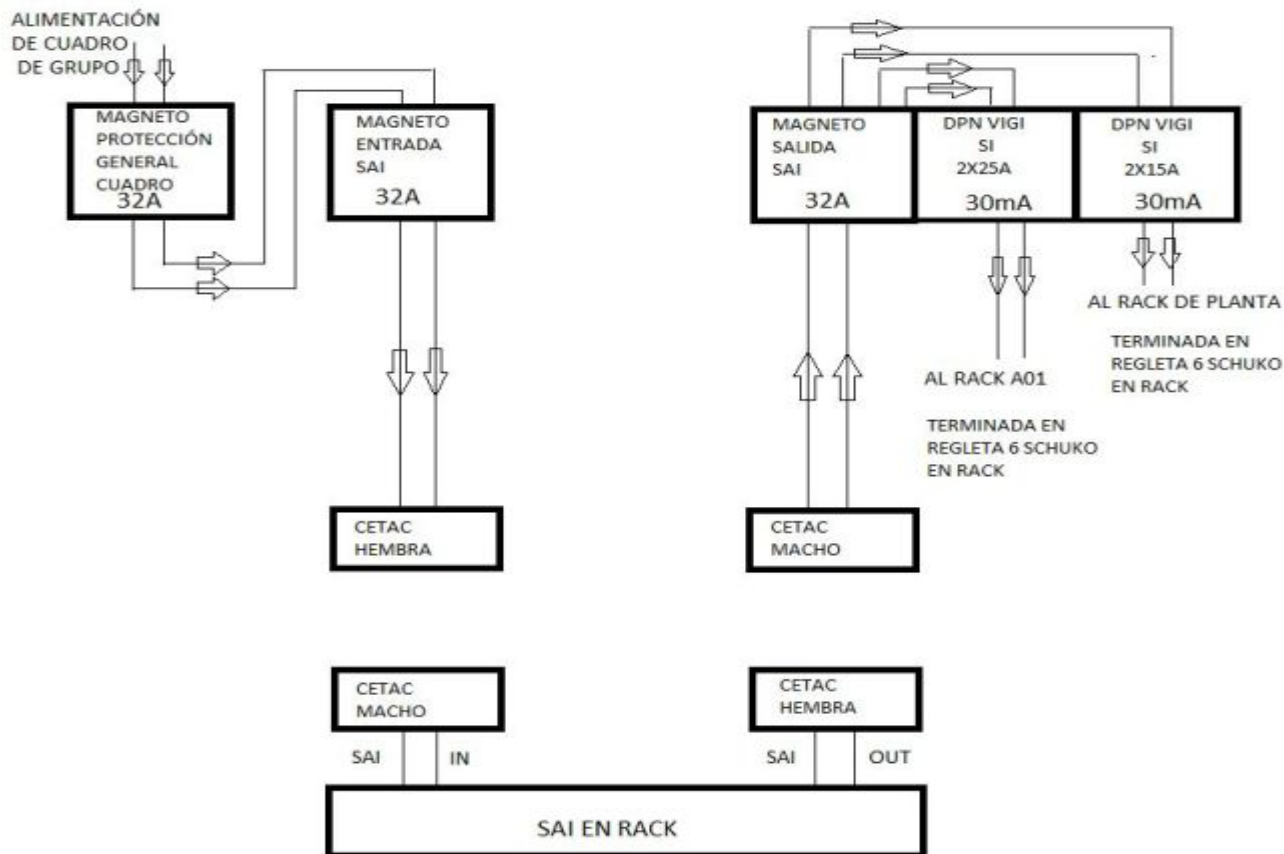 ALIMENTACIÓN
DE CUADRO
DE GRUPO
MAGNETO
PROTECCIÓN
GENERAL
CUADRO
32A
MAGNETO
ENTRADA
SAI
32A
MAGNETO
SALIDA
SAI
32A
DPN VIGI
SI
2X25A
30mA
DPN VIGI
SI
2X15A
30mA
AL RACK DE PLANTA
TERMINADA EN
REGLETA 6 SCHUKO
EN RACK
AL RACK A01
TERMINADA EN
REGLETA 6 SCHUKO
EN RACK
CETAC
HEMBRA
CETAC
MACHO
CETAC
MACHO
CETAC
HEMBRA
SAI IN
SAI OUT
SAI EN RACK